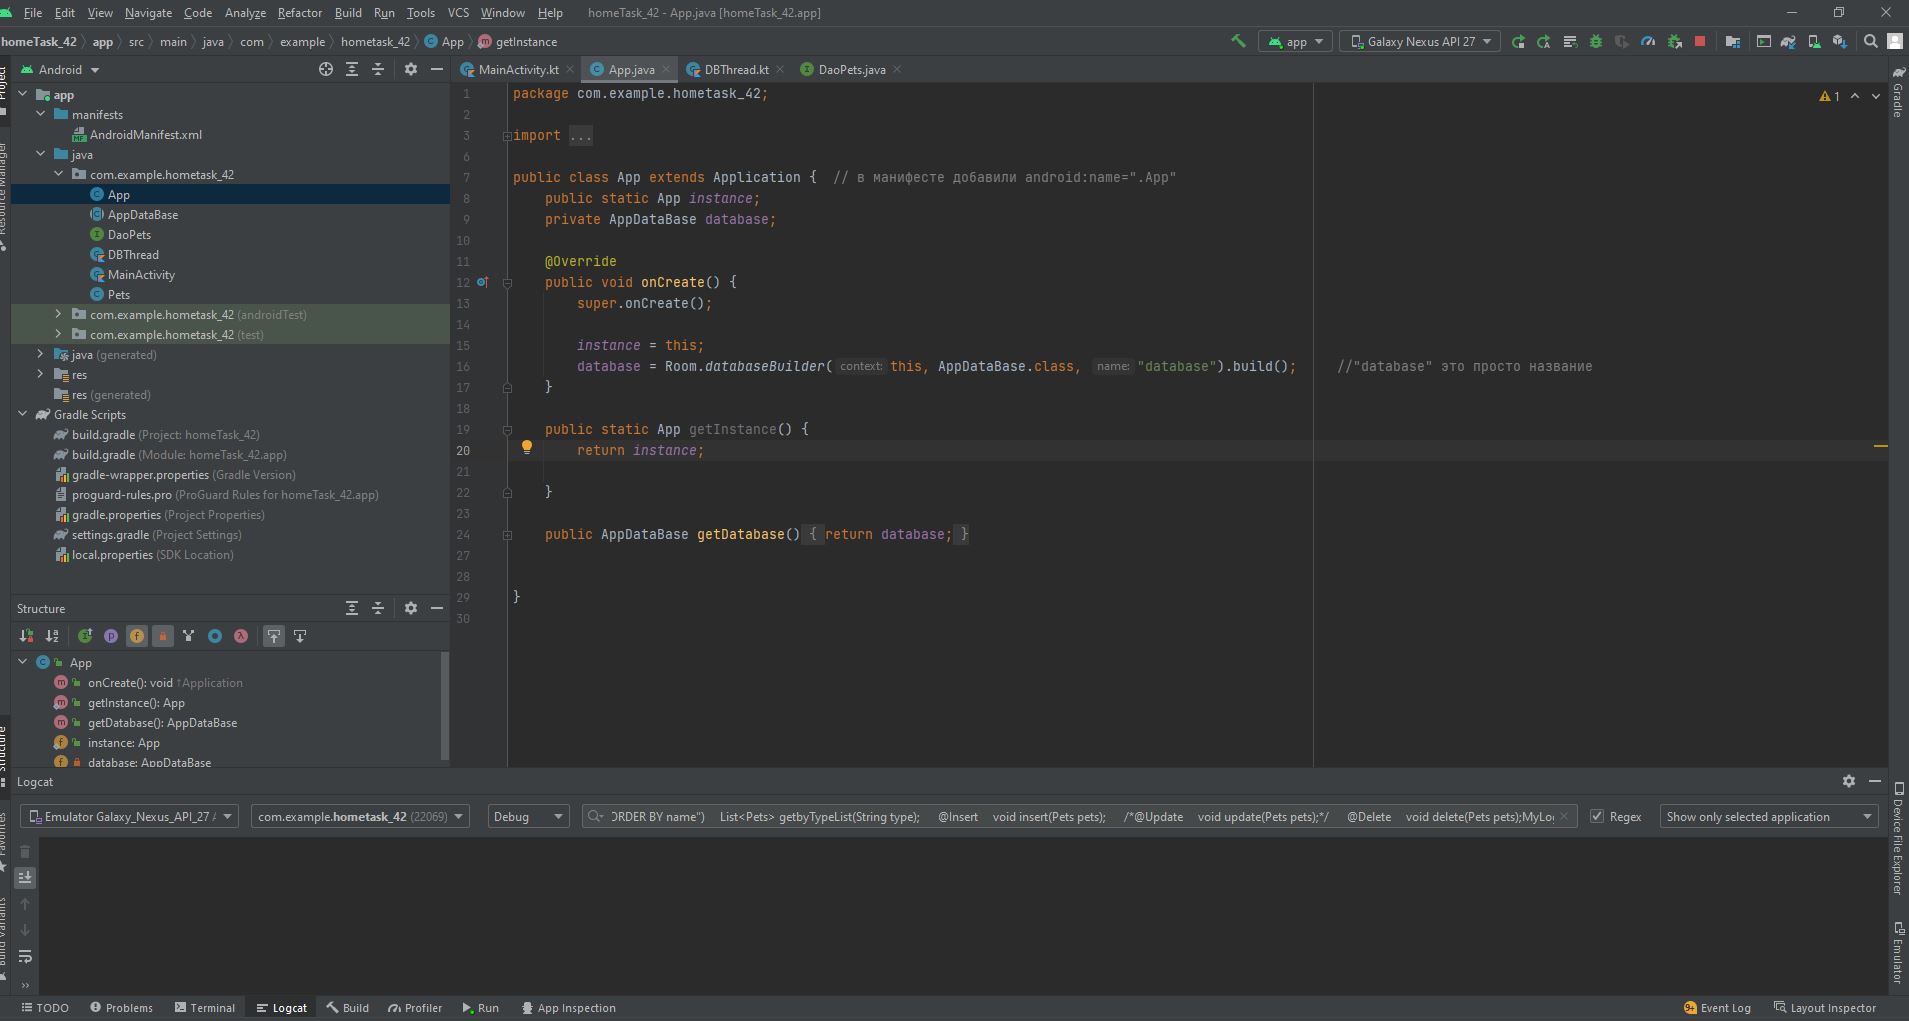 File Edit View Navigate Code Analyze Refactor Build Run Tools VCS Window Help homeTask_42 - App.java [homeTask_42.app]
homeTask_42 app src main java com example hometask_42 App getInstance
app Galaxy Nexus API 27
Android
MainActivity.kt App.java DBThread.kt DaoPets.java
Project
Resource Manager
app
manifests
AndroidManifest.xml
java
com.example.hometask_42
App
AppDataBase
DaoPets
DBThread
MainActivity
Pets
com.example.hometask_42 (androidTest)
com.example.hometask_42 (test)
java (generated)
res
res (generated)
Gradle Scripts
build.gradle (Project: homeTask_42)
build.gradle (Module: homeTask_42.app)
gradle-wrapper.properties (Gradle Version)
proguard-rules.pro (ProGuard Rules for homeTask_42.app)
gradle.properties (Project Properties)
settings.gradle (Project Settings)
local.properties (SDK Location)
1 package com.example.hometask_42;
2
3 import ...
6
7 public class App extends Application { // в манифесте добавили android:name=".App"
8 public static App instance;
9 private AppDataBase database;
10
11 @Override
12 public void onCreate() {
13 super.onCreate();
14
15 instance = this;
16 database = Room.databaseBuilder( context: this, AppDataBase.class, name: "database").build(); //"database" это просто название
17 }
18
19 public static App getInstance() {
20 return instance;
21
22 }
23
24 public AppDataBase getDatabase() { return database; }
27
28
29 }
30
1
Gradle
Structure
App
onCreate(): void ↑Application
getInstance(): App
getDatabase(): AppDataBase
instance: App
database: AppDataBase
Structure
Favorites
Build Variants
Logcat
Emulator Galaxy_Nexus_API_27 com.example.hometask_42 (22069) Debug ORDER BY name") List<Pets> getbyTypeList(String type); @Insert void insert(Pets pets); /*@Update void update(Pets pets);*/ @Delete void delete(Pets pets);MyLo Regex Show only selected application
Device File Explorer
Emulator
TODO Problems Terminal Logcat Build Profiler Run App Inspection 9+ Event Log Layout Inspector